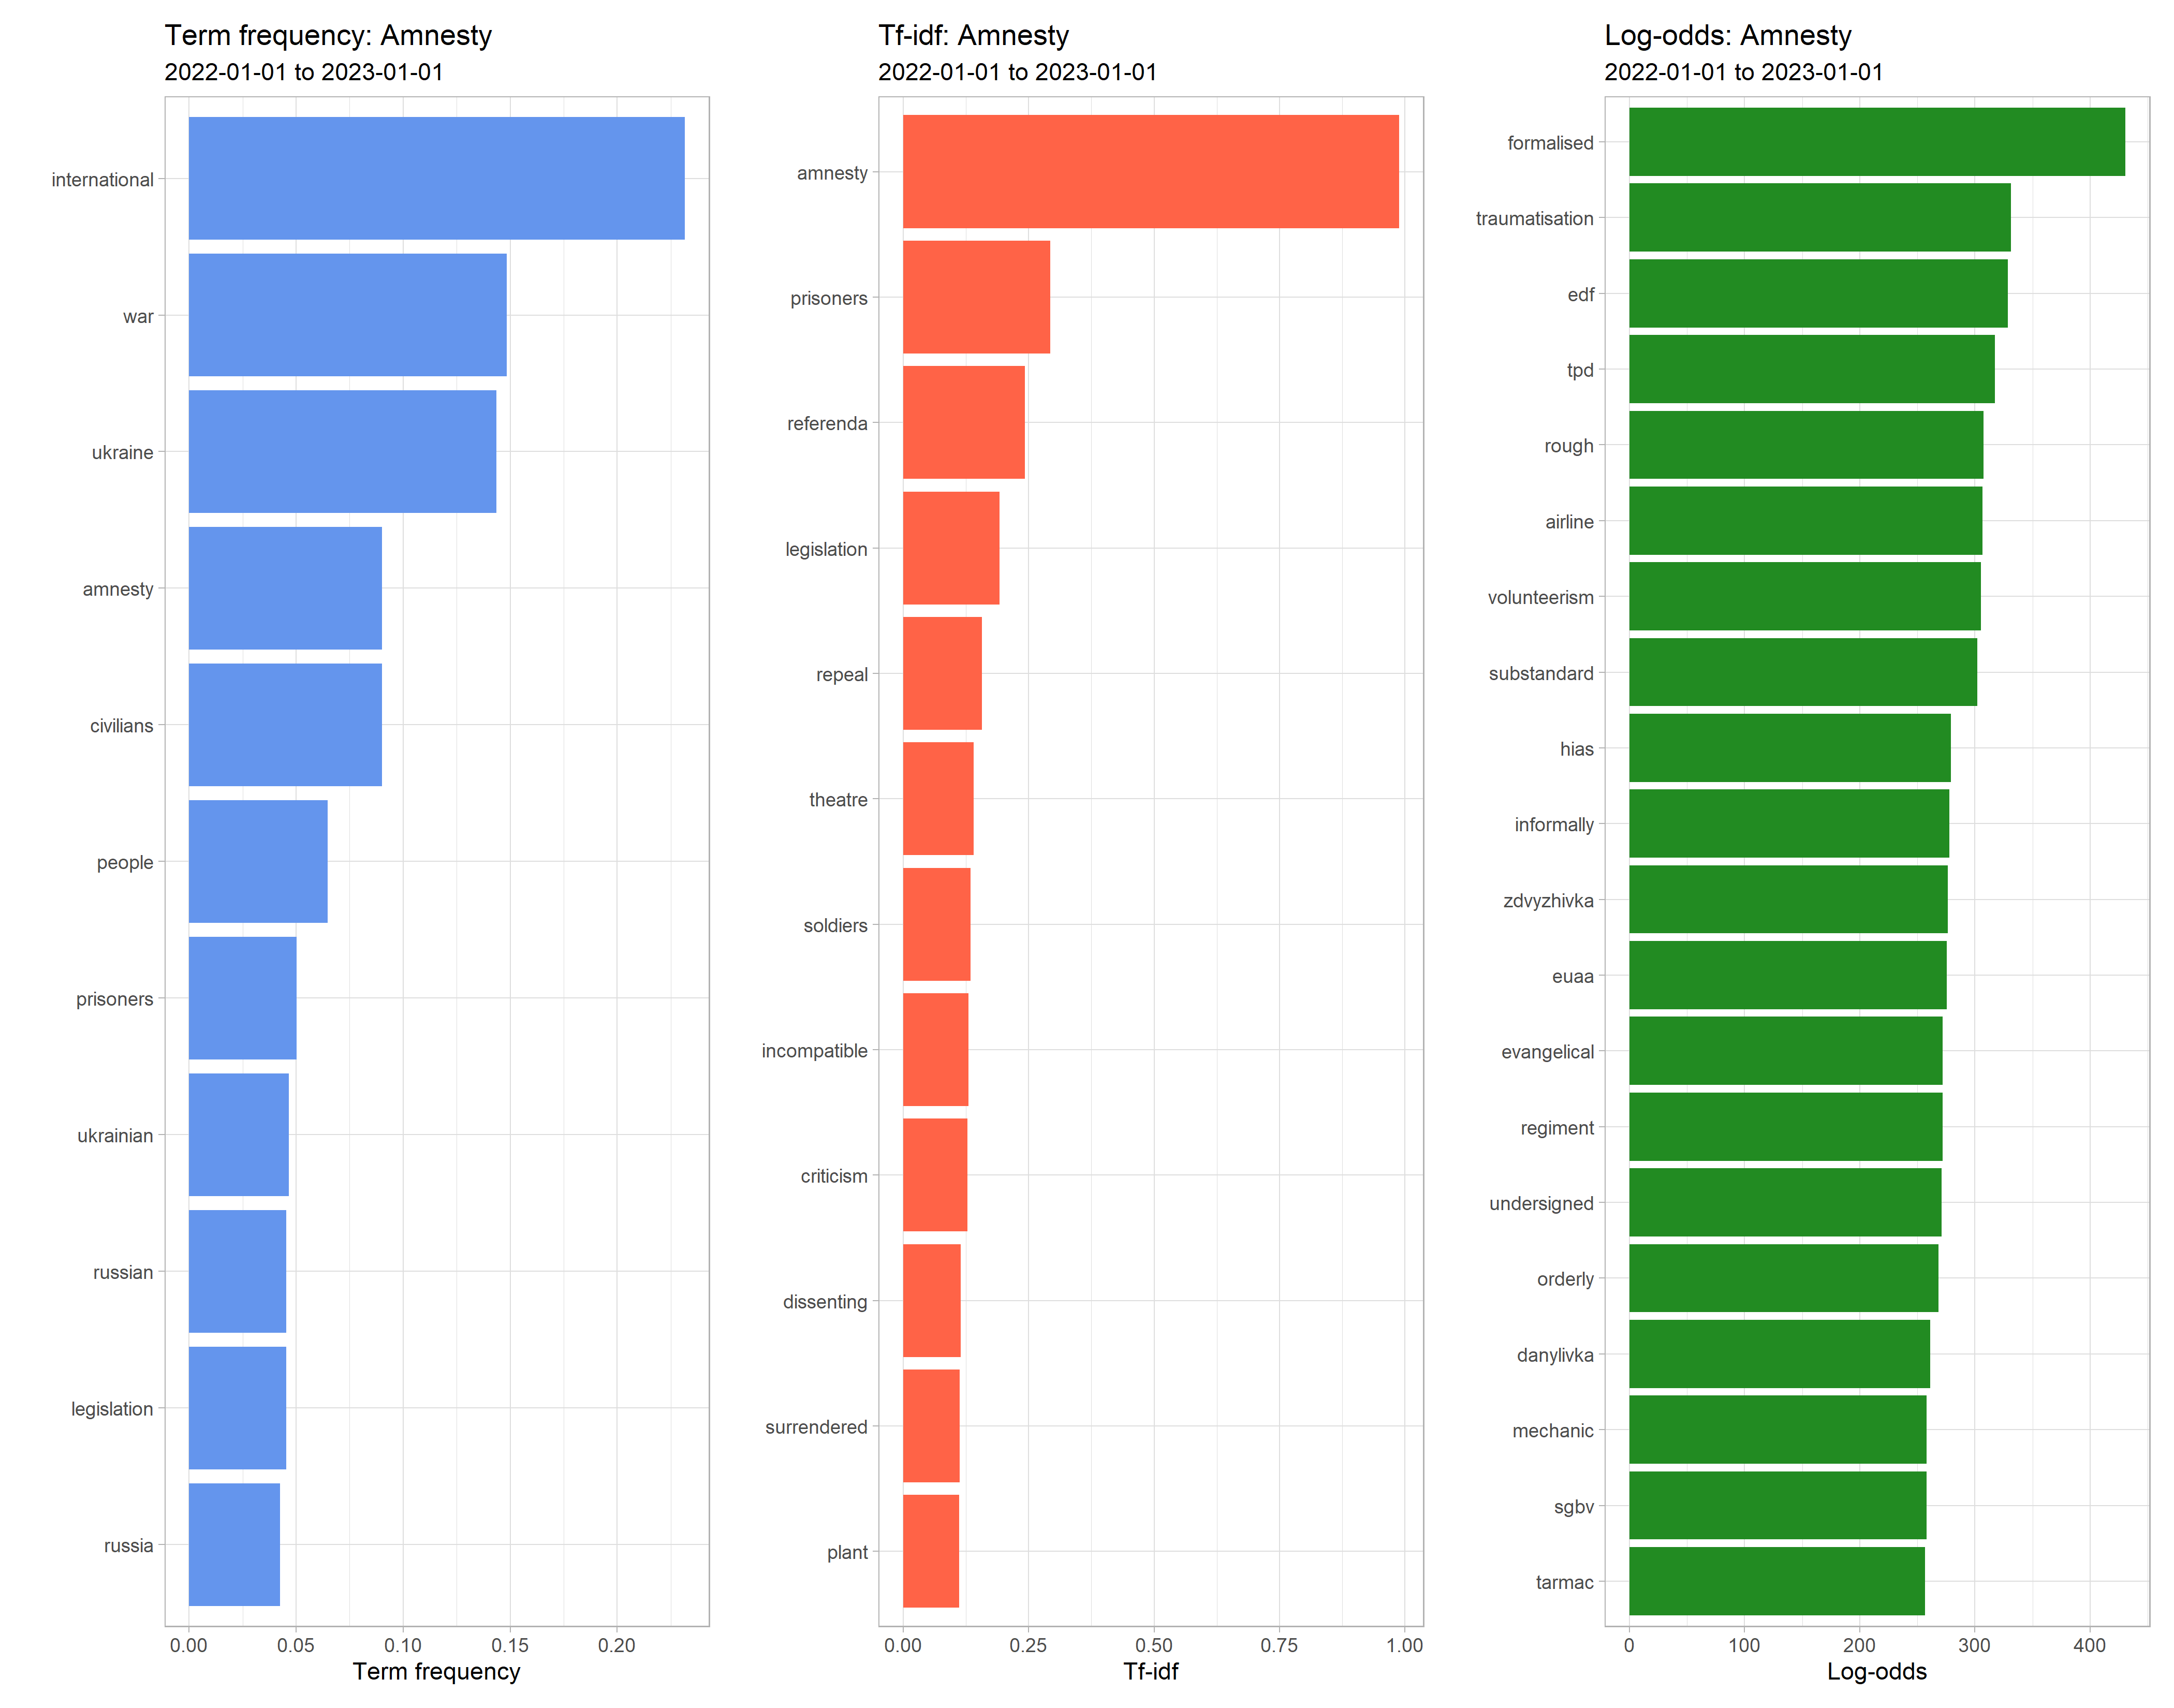 Term frequency: Amnesty
2022-01-01 to 2023-01-01
international
war
ukraine
amnesty
civilians
people
prisoners
ukrainian
russian
legislation
russia
0.00 0.05 0.10 0.15 0.20
Term frequency
Tf-idf: Amnesty
2022-01-01 to 2023-01-01
amnesty
prisoners
referenda
legislation
repeal
theatre
soldiers
incompatible
criticism
dissenting
surrendered
plant
0.00 0.25 0.50 0.75 1.00
Tf-idf
Log-odds: Amnesty
2022-01-01 to 2023-01-01
formalised
traumatisation
edf
tpd
rough
airline
volunteerism
substandard
hias
informally
zdvyzhivka
euaa
evangelical
regiment
undersigned
orderly
danylivka
mechanic
sgbv
tarmac
0 100 200 300 400
Log-odds